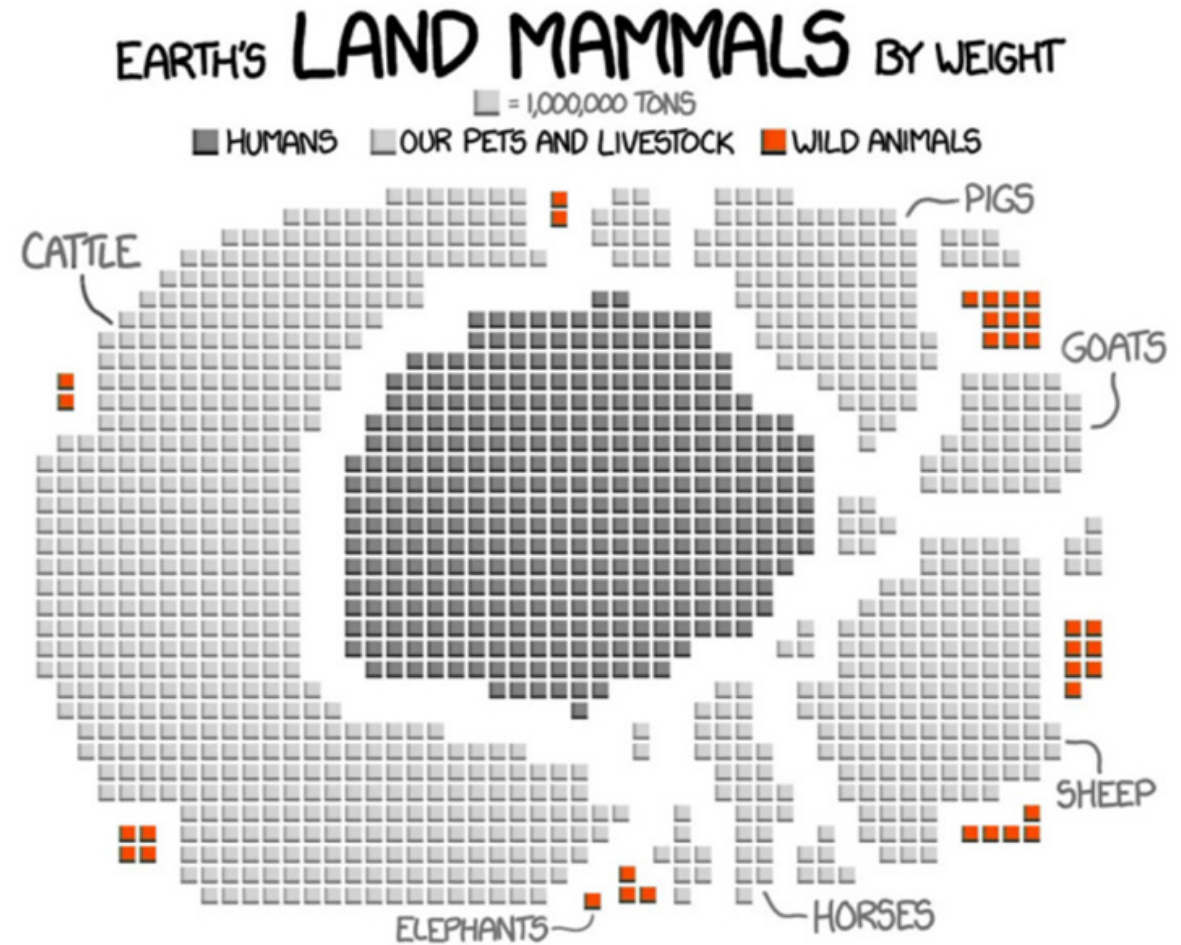 EARTH'S LAND MAMMALS BY WEIGHT
= 1,000,000 TONS
HUMANS OUR PETS AND LIVESTOCK WILD ANIMALS
PIGS
CATTLE
GOATS
SHEEP
HORSES
ELEPHANTS